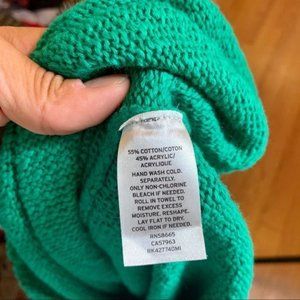 55% COTTON/COTON
45% ACRYLIC/
ACRYLIQUE
HAND WASH COLD.
SEPARATELY.
ONLY NON-CHLORINE
BLEACH IF NEEDED.
ROLL IN TOWEL TO
REMOVE EXCESS
MOISTURE, RESHAPE.
LAY FLAT TO DRY.
COOL IRON IF NEEDED.
RN58665
CA57963
RK427740MI